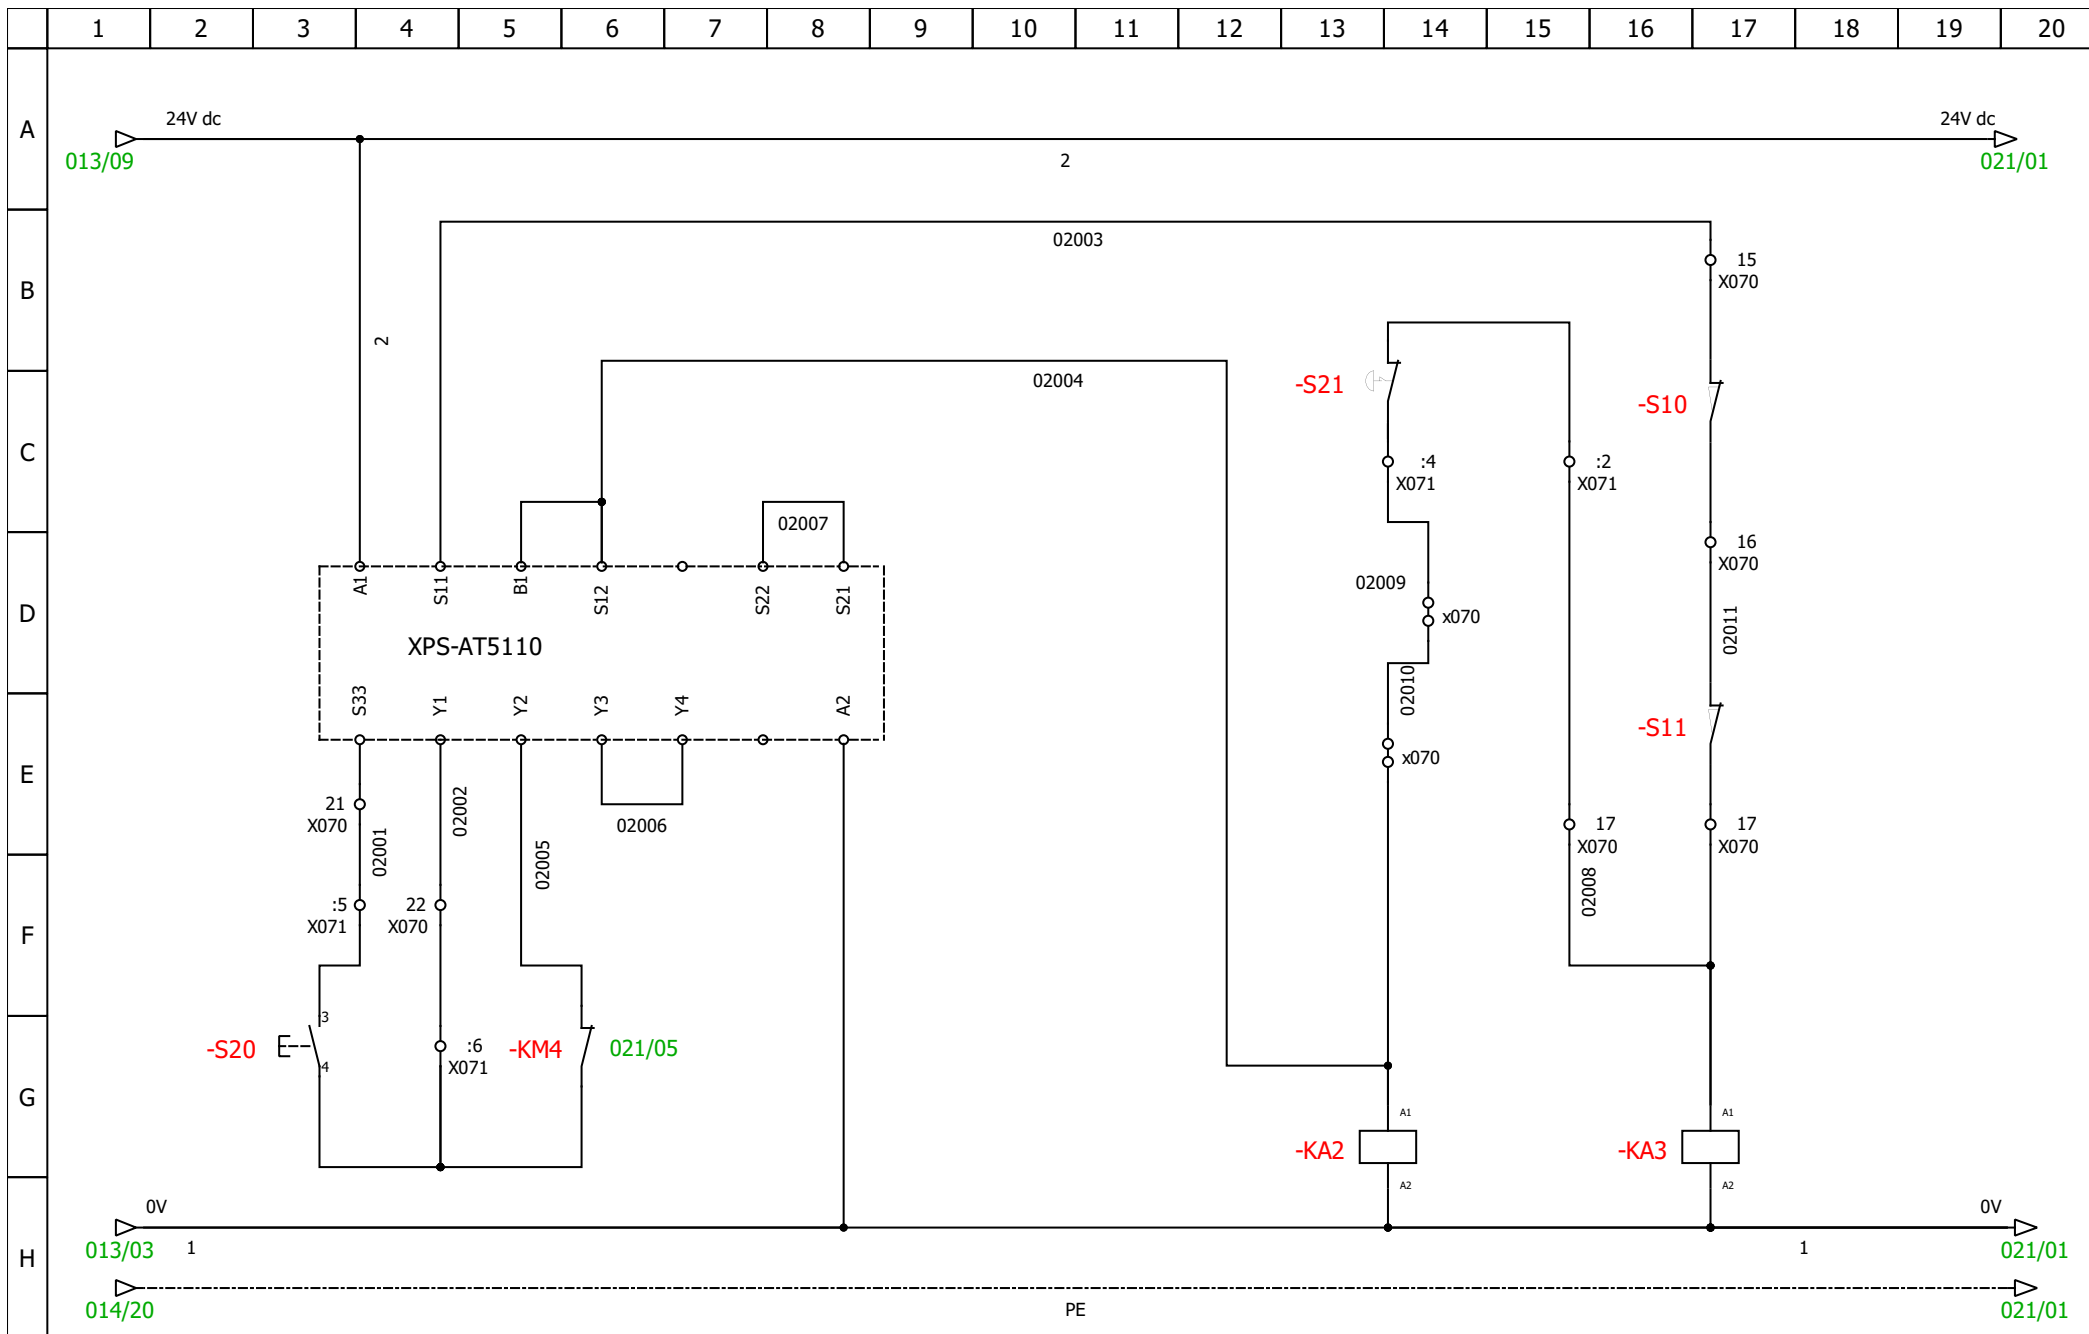 1 2 3 4 5 6 7 8 9 10 11 12 13 14 15 16 17 18 19 20
A
24V dc
24V dc
013/09
2
021/01
02003
B
15
X070
2
02004
-S21
-S10
C
:4
X071
:2
X071
02007
16
X070
A1
S11
B1
S12
S22
S21
02009
D
x070
02011
XPS-AT5110
S33
Y1
Y2
Y3
Y4
A2
02010
-S11
x070
E
21
X070
02002
02006
17
X070
17
X070
02001
02005
02008
:5
X071
22
X070
F
3
-S20
:6
X071
-KM4
021/05
4
G
A1
A1
-KA2
-KA3
A2
A2
0V
0V
013/03
1
1
021/01
H
014/20
PE
021/01